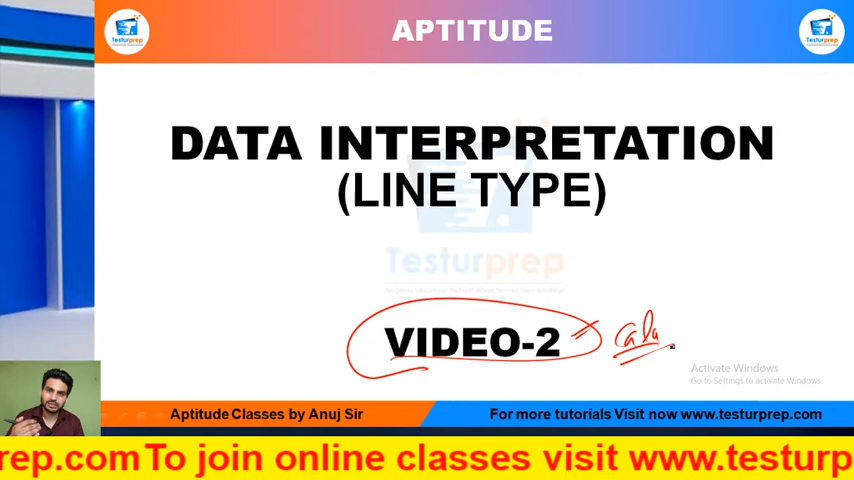 Testurprep
APTITUDE
Testurprep
DATA INTERPRETATION
(LINE TYPE)
Testurprep
VIDEO-2
Activate Windows
Go to Settings to activate Windows.
Aptitude Classes by Anuj Sir
For more tutorials Visit now www.testurprep.com
rep.com To join online classes visit www.testurp